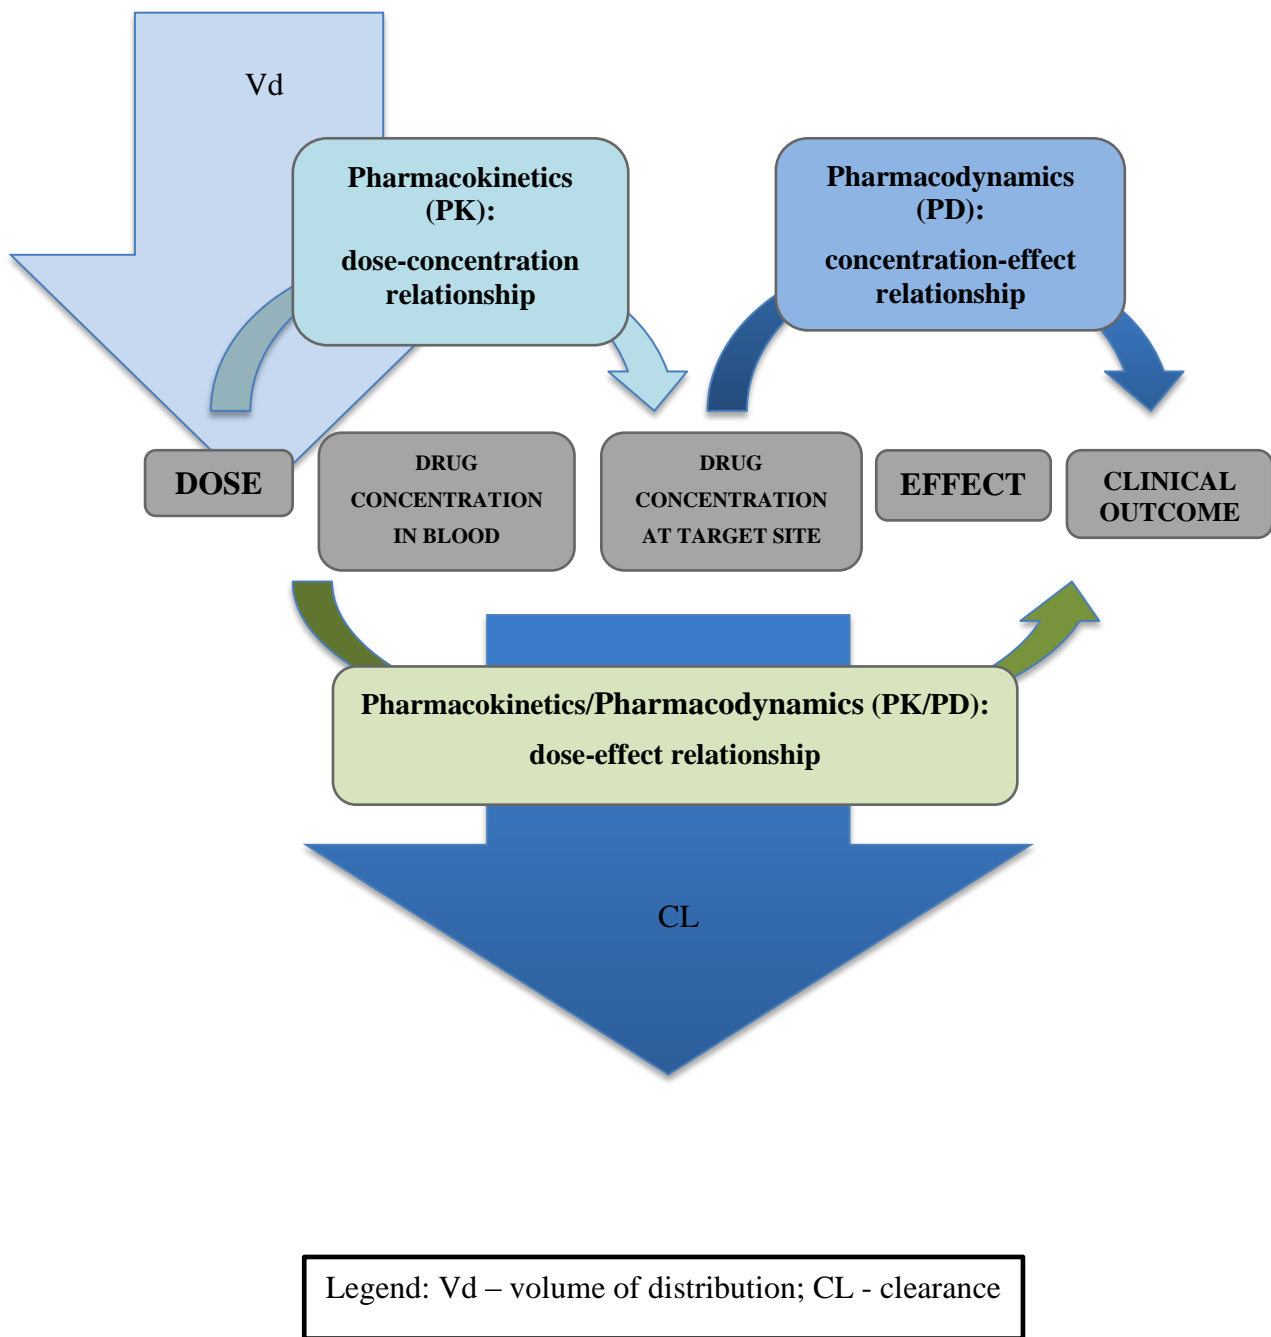 Vd
Pharmacokinetics
(PK):
dose-concentration
relationship
Pharmacodynamics
(PD):
concentration-effect
relationship
DOSE
DRUG
CONCENTRATION
IN BLOOD
DRUG
CONCENTRATION
AT TARGET SITE
EFFECT
CLINICAL
OUTCOME
Pharmacokinetics/Pharmacodynamics (PK/PD):
dose-effect relationship
CL
Legend: Vd – volume of distribution; CL - clearance